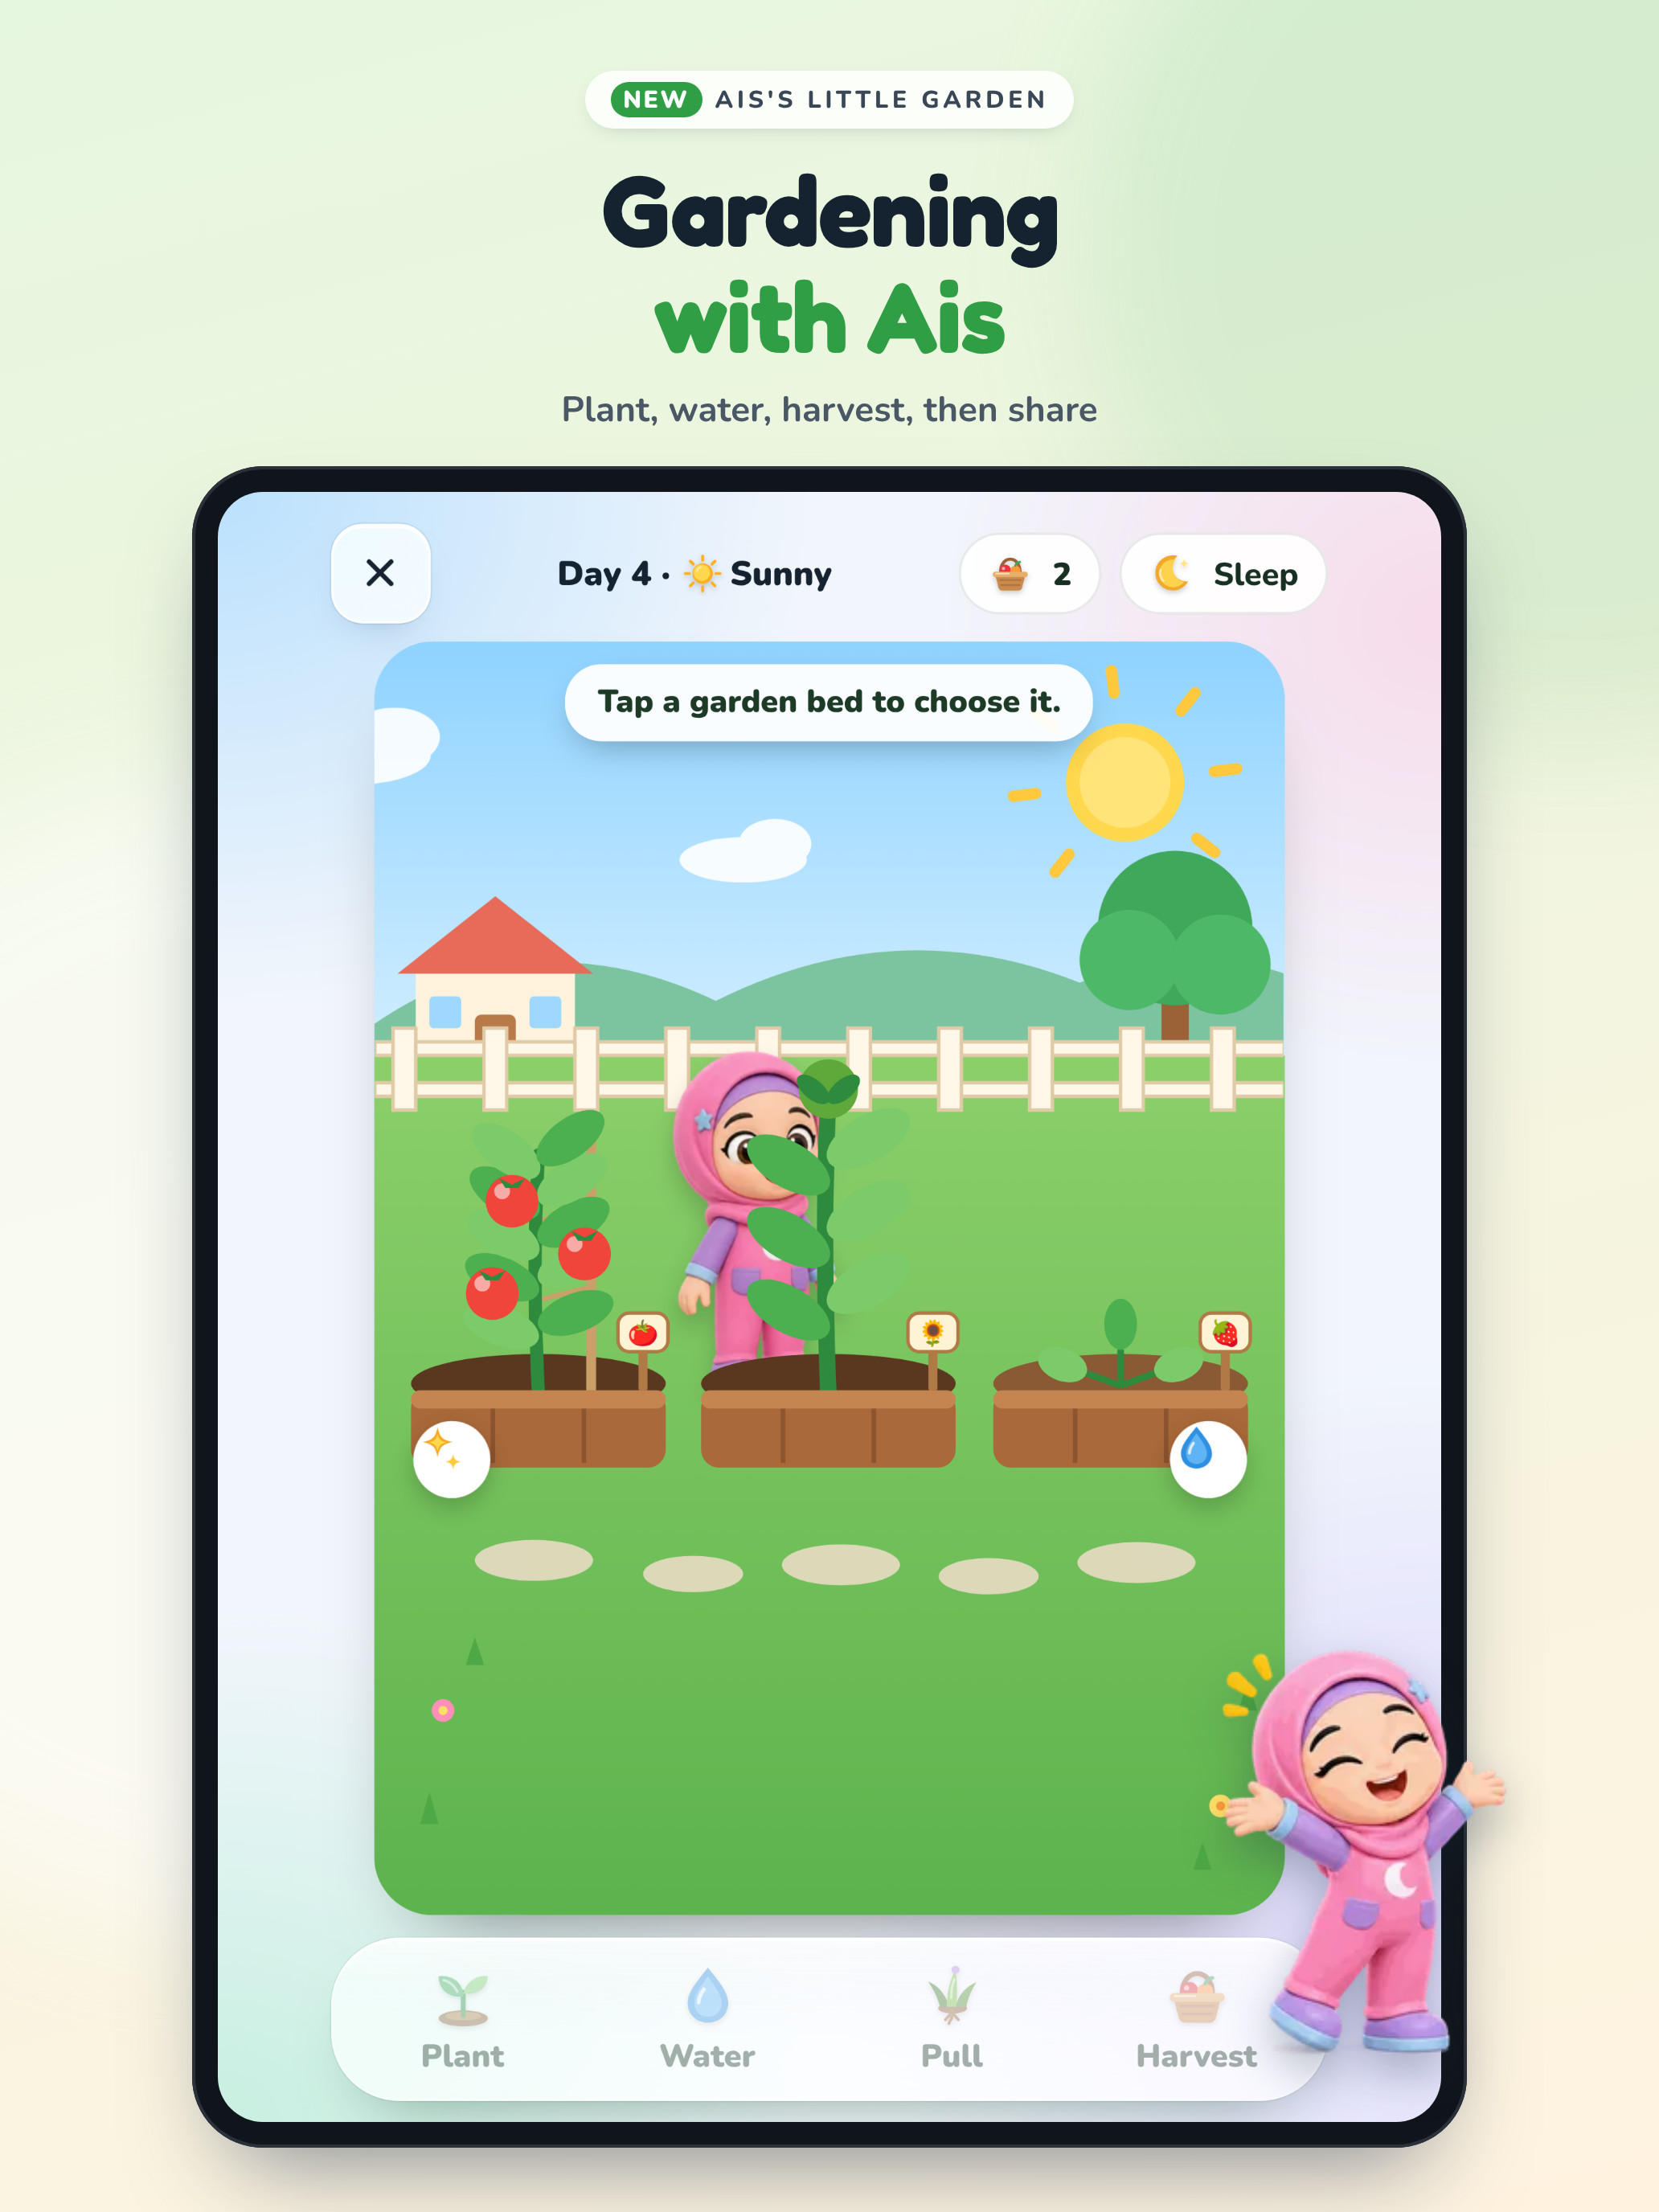 NEW AIS'S LITTLE GARDEN
Gardening
with Ais
Plant, water, harvest, then share
Day 4 · Sunny
2
Sleep
Tap a garden bed to choose it.
Plant
Water
Pull
Harvest